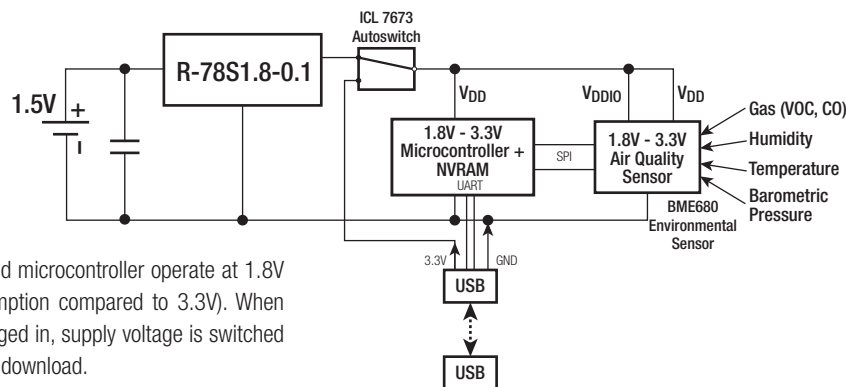 ICL 7673
Autoswitch
R-78S1.8-0.1
1.5V
+
VDD
VDDIO
VDD
1.8V - 3.3V
Microcontroller +
NVRAM
UART
SPI
1.8V - 3.3V
Air Quality
Sensor
Gas (VOC, CO)
Humidity
Temperature
Barometric
Pressure
BME680
Environmental
Sensor
3.3V
GND
USB
USB
d microcontroller operate at 1.8V
mption compared to 3.3V). When
ged in, supply voltage is switched
download.